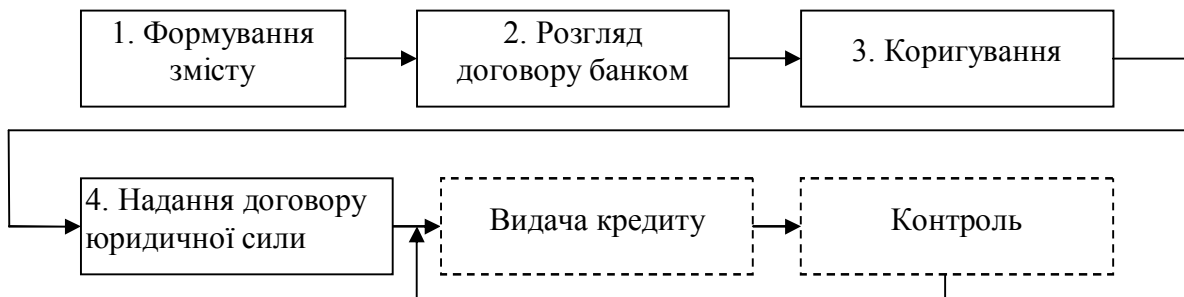 1. Формування
змісту
2. Розгляд
договору банком
3. Коригування
4. Надання договору
юридичної сили
Видача кредиту
Контроль